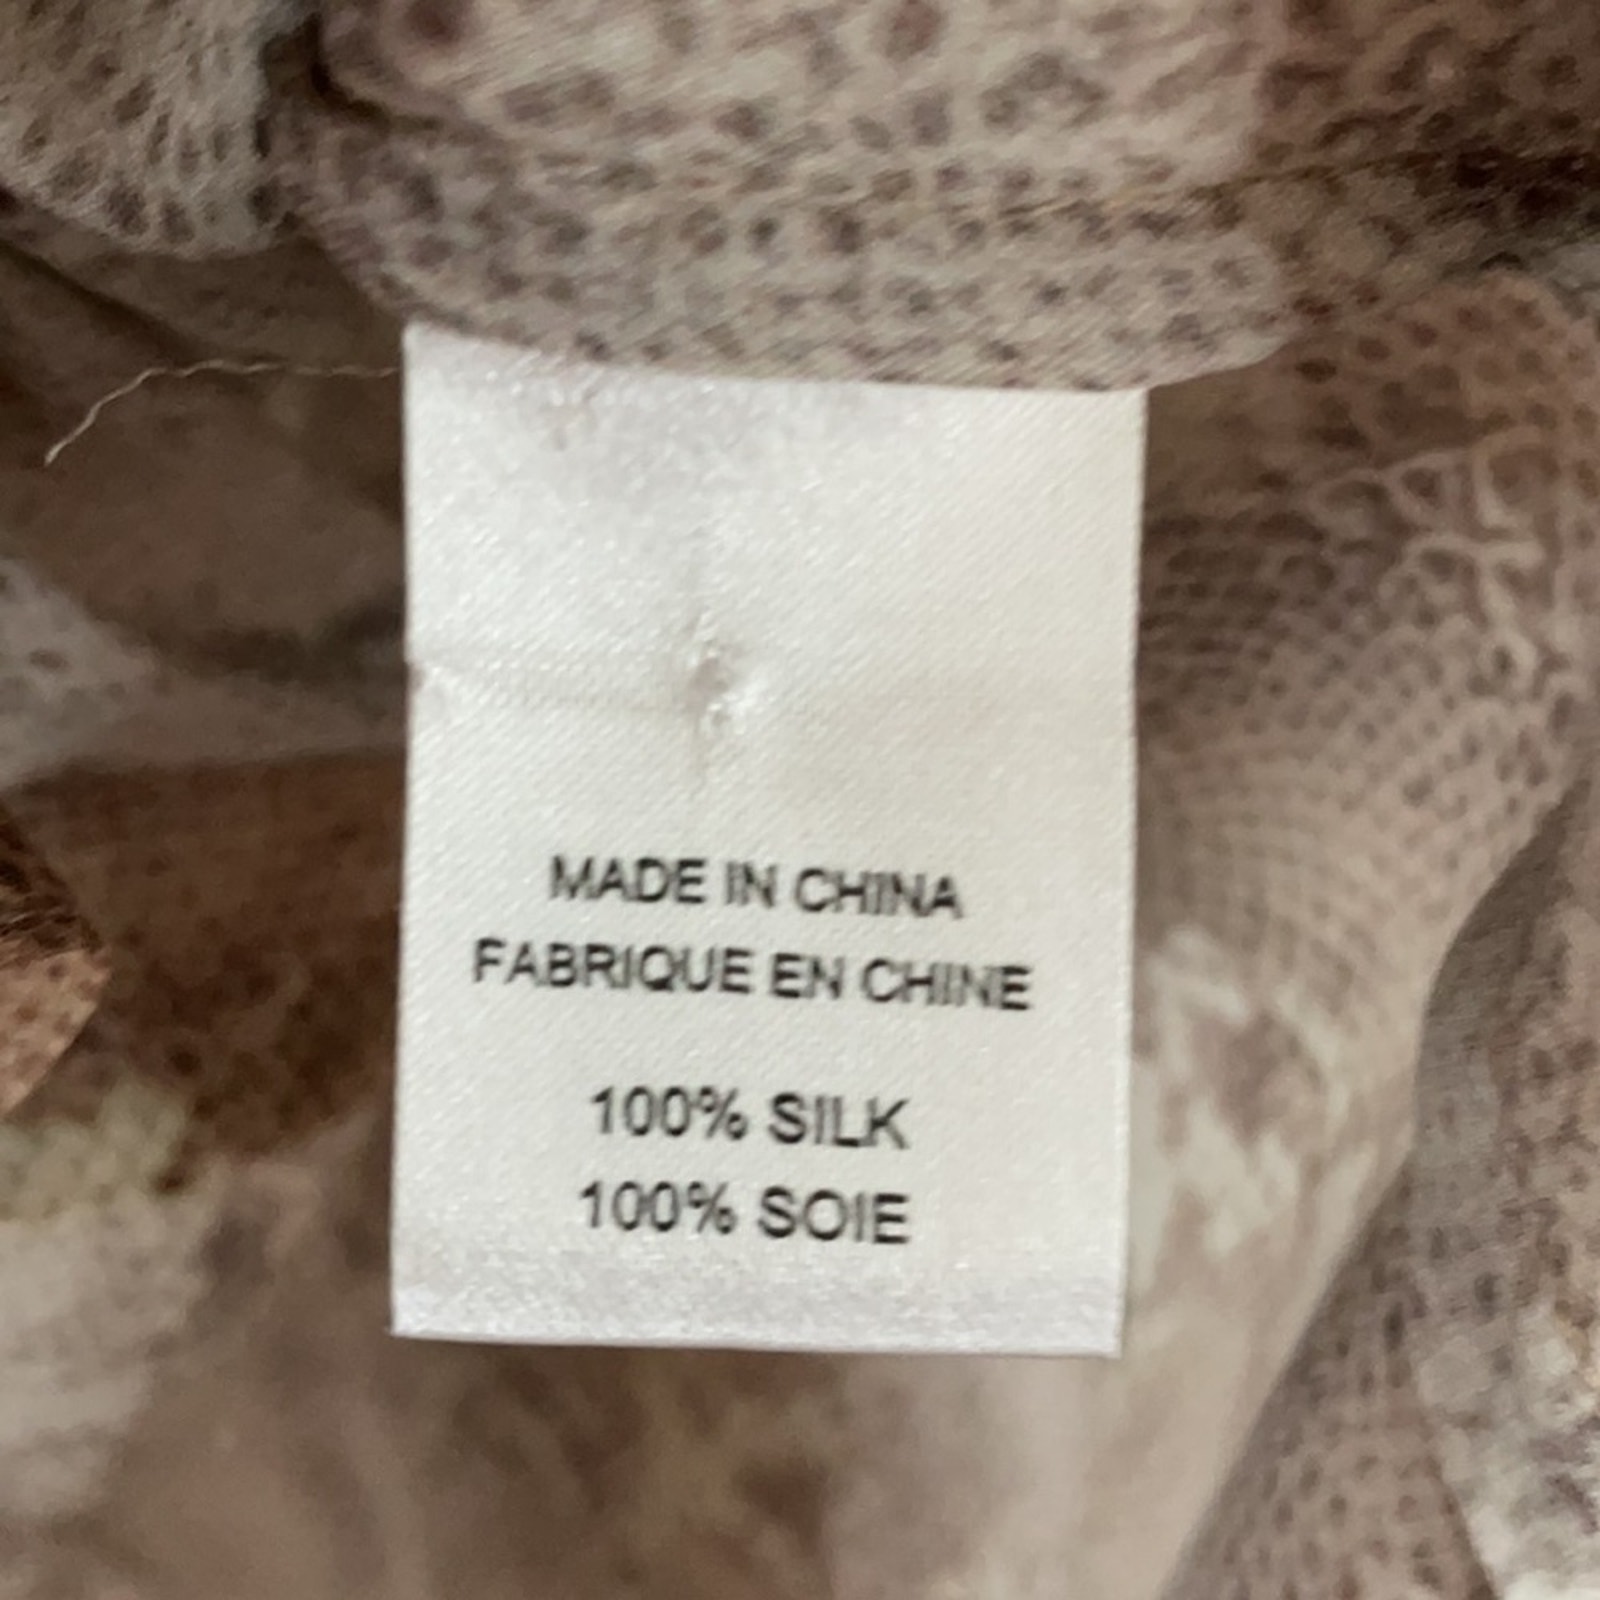 MADE IN CHINA
FABRIQUE EN CHINE
100% SILK
100% SOIE